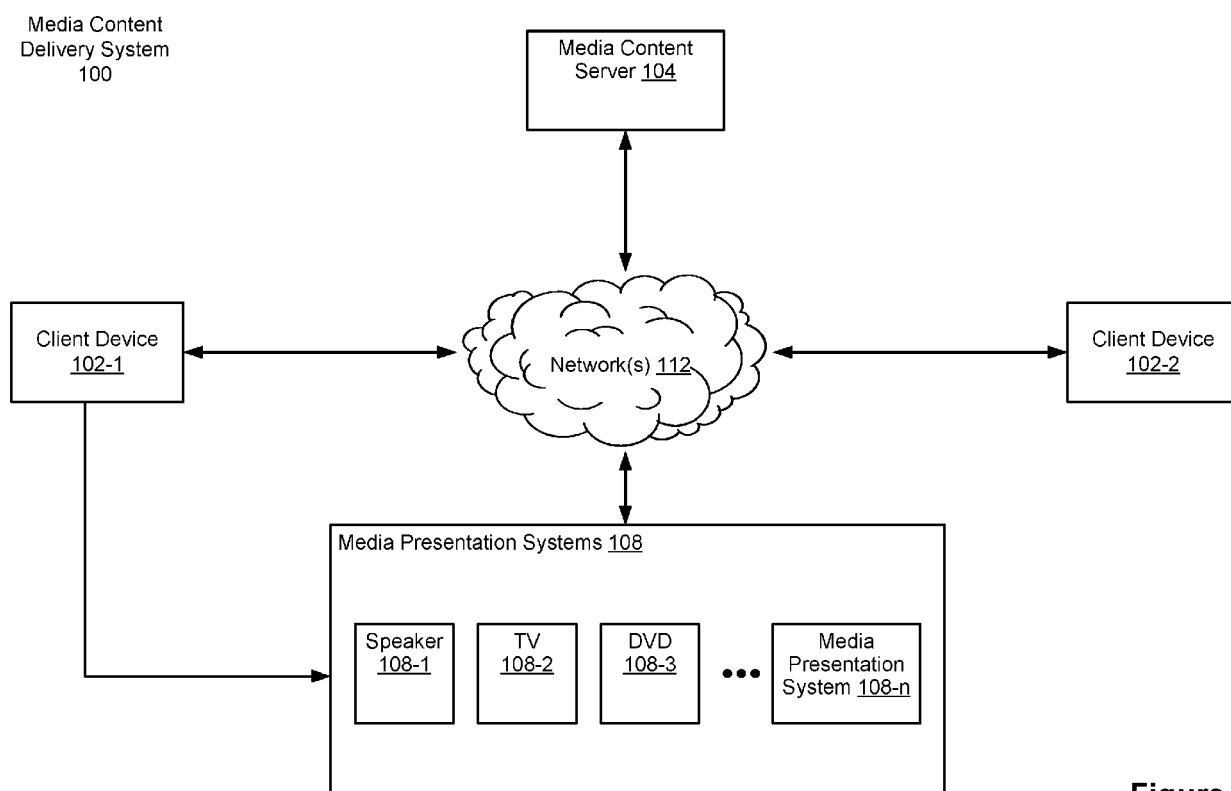 Media Content
Delivery System
100
Media Content
Server 104
Client Device
102-1
Network(s) 112
Client Device
102-2
Media Presentation Systems 108
Speaker
108-1
TV
108-2
DVD
108-3
Media
Presentation
System 108-n
Figure